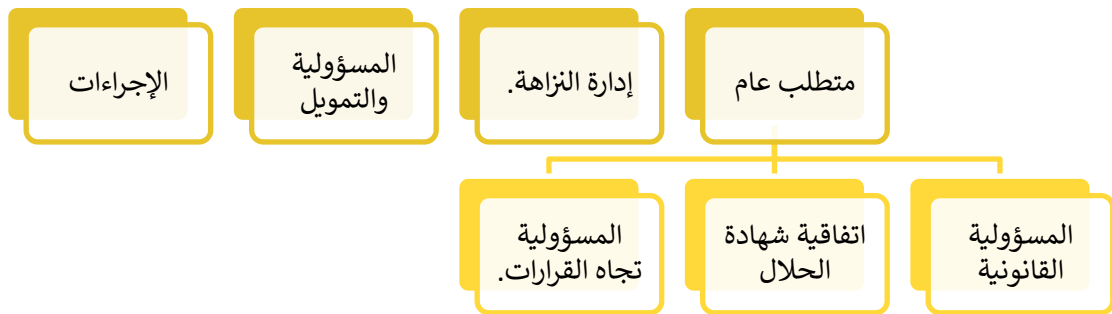 متطلب عام
إدارة النزاهة.
المسؤولية
والتمويل
الإجراءات
المسؤولية
القانونية
اتفاقية شهادة
الحلال
المسؤولية
تجاه القرارات.